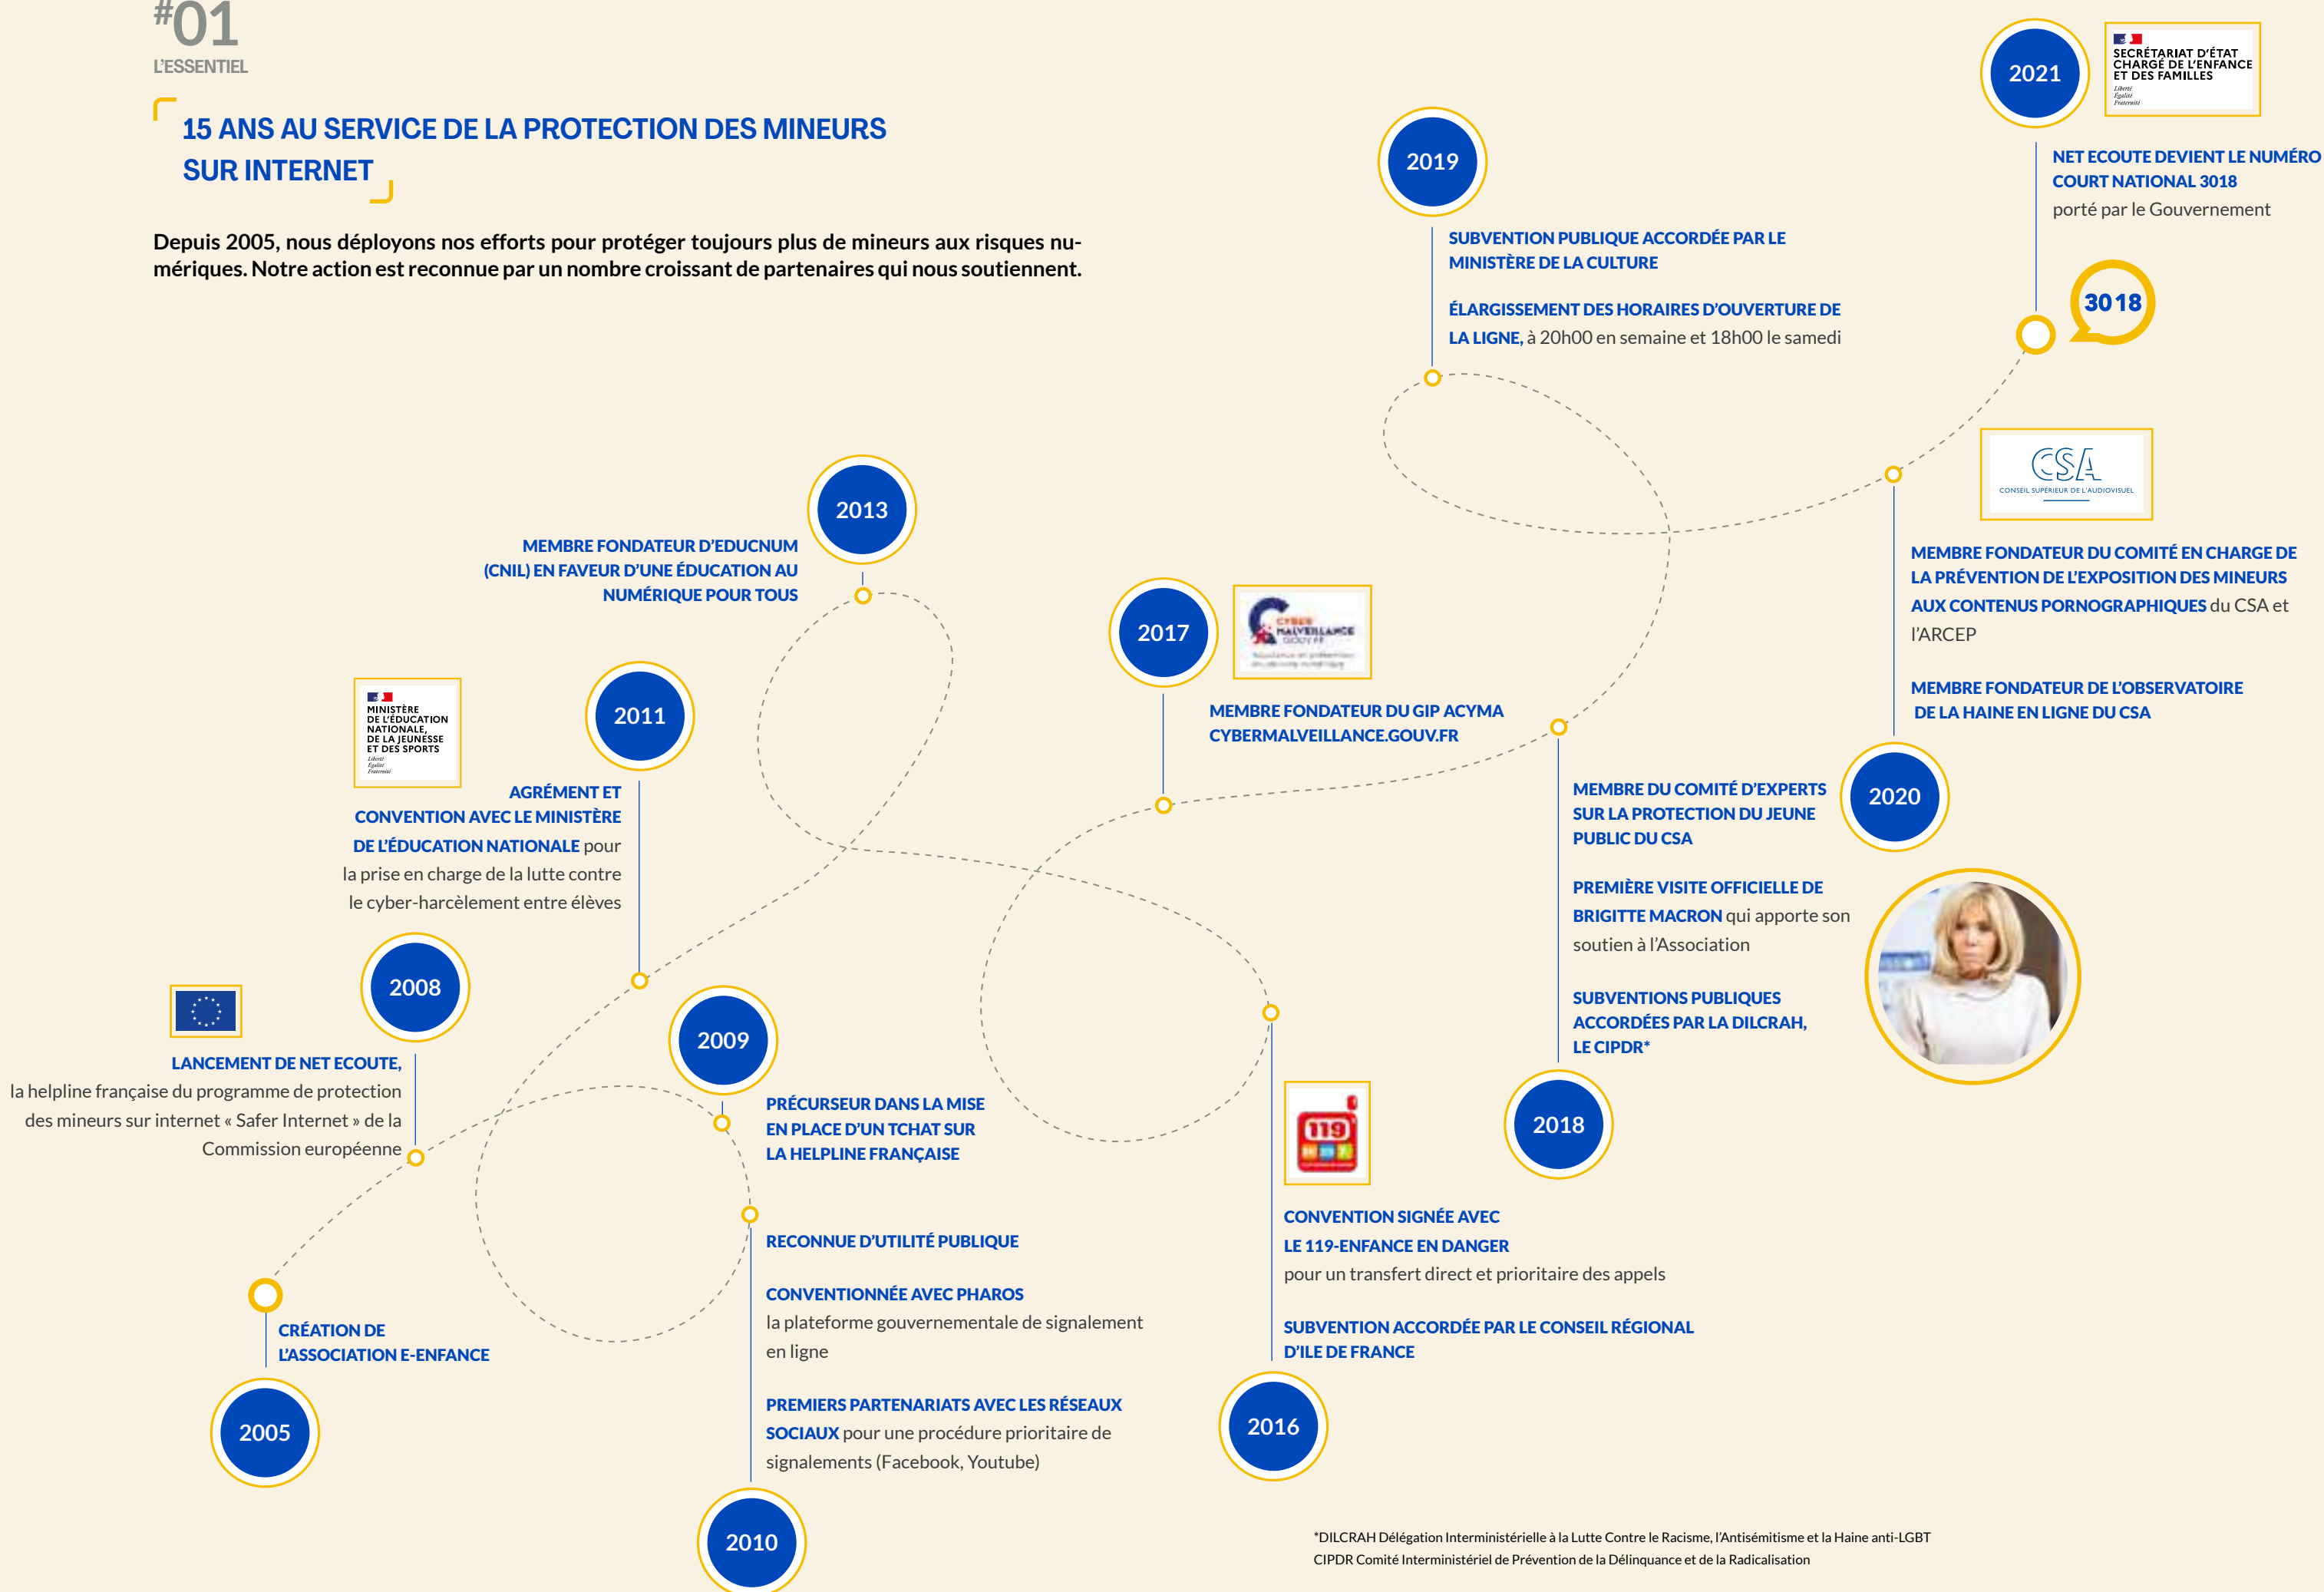 #01
L'ESSENTIEL
15 ANS AU SERVICE DE LA PROTECTION DES MINEURS
SUR INTERNET
Depuis 2005, nous déployons nos efforts pour protéger toujours plus de mineurs aux risques nu-
mériques. Notre action est reconnue par un nombre croissant de partenaires qui nous soutiennent.
2005
CRÉATION DE
L'ASSOCIATION E-ENFANCE
2008
LANCEMENT DE NET ECOUTE,
la helpline française du programme de protection
des mineurs sur internet « Safer Internet » de la
Commission européenne
2009
PRÉCURSEUR DANS LA MISE
EN PLACE D'UN TCHAT SUR
LA HELPLINE FRANÇAISE
RECONNUE D'UTILITÉ PUBLIQUE
CONVENTIONNÉE AVEC PHAROS
la plateforme gouvernementale de signalement
en ligne
PREMIERS PARTENARIATS AVEC LES RÉSEAUX
SOCIAUX pour une procédure prioritaire de
signalements (Facebook, Youtube)
2010
2011
MINISTÈRE
DE L'ÉDUCATION
NATIONALE,
DE LA JEUNESSE
ET DES SPORTS
Liberté
Égalité
Fraternité
AGRÉMENT ET
CONVENTION AVEC LE MINISTÈRE
DE L'ÉDUCATION NATIONALE pour
la prise en charge de la lutte contre
le cyber-harcèlement entre élèves
2013
MEMBRE FONDATEUR D'EDUCNUM
(CNIL) EN FAVEUR D'UNE ÉDUCATION AU
NUMÉRIQUE POUR TOUS
119
CONVENTION SIGNÉE AVEC
LE 119-ENFANCE EN DANGER
pour un transfert direct et prioritaire des appels
SUBVENTION ACCORDÉE PAR LE CONSEIL RÉGIONAL
D'ILE DE FRANCE
2016
2017
CYBER
MALVEILLANCE
GOUV.FR
MEMBRE FONDATEUR DU GIP ACYMA
CYBERMALVEILLANCE.GOUV.FR
MEMBRE DU COMITÉ D'EXPERTS
SUR LA PROTECTION DU JEUNE
PUBLIC DU CSA
PREMIÈRE VISITE OFFICIELLE DE
BRIGITTE MACRON qui apporte son
soutien à l'Association
SUBVENTIONS PUBLIQUES
ACCORDÉES PAR LA DILCRAH,
LE CIPDR*
2018
2019
SUBVENTION PUBLIQUE ACCORDÉE PAR LE
MINISTÈRE DE LA CULTURE
ÉLARGISSEMENT DES HORAIRES D'OUVERTURE DE
LA LIGNE, à 20h00 en semaine et 18h00 le samedi
CSA
CONSEIL SUPÉRIEUR DE L'AUDIOVISUEL
MEMBRE FONDATEUR DU COMITÉ EN CHARGE DE
LA PRÉVENTION DE L'EXPOSITION DES MINEURS
AUX CONTENUS PORNOGRAPHIQUES du CSA et
l'ARCEP
MEMBRE FONDATEUR DE L'OBSERVATOIRE
DE LA HAINE EN LIGNE DU CSA
2020
2021
SECRÉTARIAT D'ÉTAT
CHARGÉ DE L'ENFANCE
ET DES FAMILLES
Liberté
Égalité
Fraternité
NET ECOUTE DEVIENT LE NUMÉRO
COURT NATIONAL 3018
porté par le Gouvernement
3018
*DILCRAH Délégation Interministérielle à la Lutte Contre le Racisme, l'Antisémitisme et la Haine anti-LGBT
CIPDR Comité Interministériel de Prévention de la Délinquance et de la Radicalisation